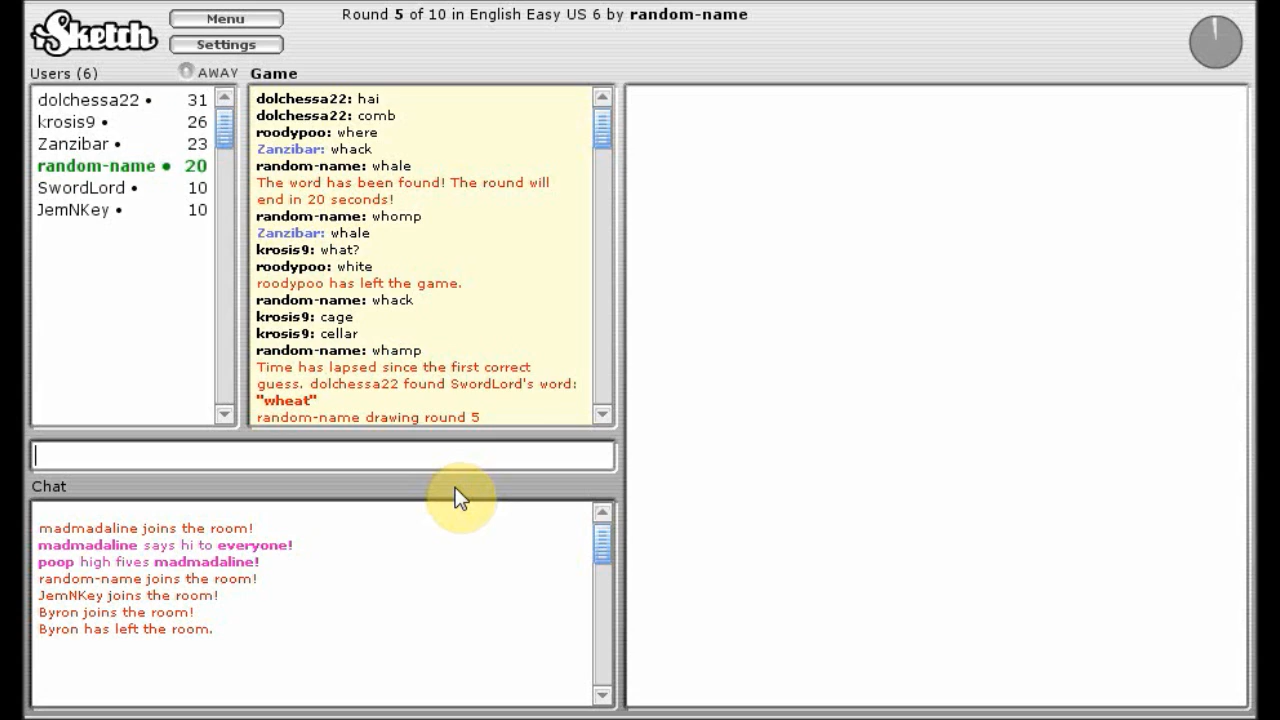 iSketch
Menu
Settings
Round 5 of 10 in English Easy US 6 by random-name
Users (6)
AWAY
dolchessa22 • 31
krosis9 • 26
Zanzibar • 23
random-name • 20
SwordLord • 10
JemNKey • 10
Game
dolchessa22: hai
dolchessa22: comb
roodypoo: where
Zanzibar: whack
random-name: whale
The word has been found! The round will
end in 20 seconds!
random-name: whomp
Zanzibar: whale
krosis9: what?
roodypoo: white
roodypoo has left the game.
random-name: whack
krosis9: cage
krosis9: cellar
random-name: whamp
Time has lapsed since the first correct
guess. dolchessa22 found SwordLord's word:
"wheat"
random-name drawing round 5
Chat
madmadaline joins the room!
madmadaline says hi to everyone!
poop high fives madmadaline!
random-name joins the room!
JemNKey joins the room!
Byron joins the room!
Byron has left the room.